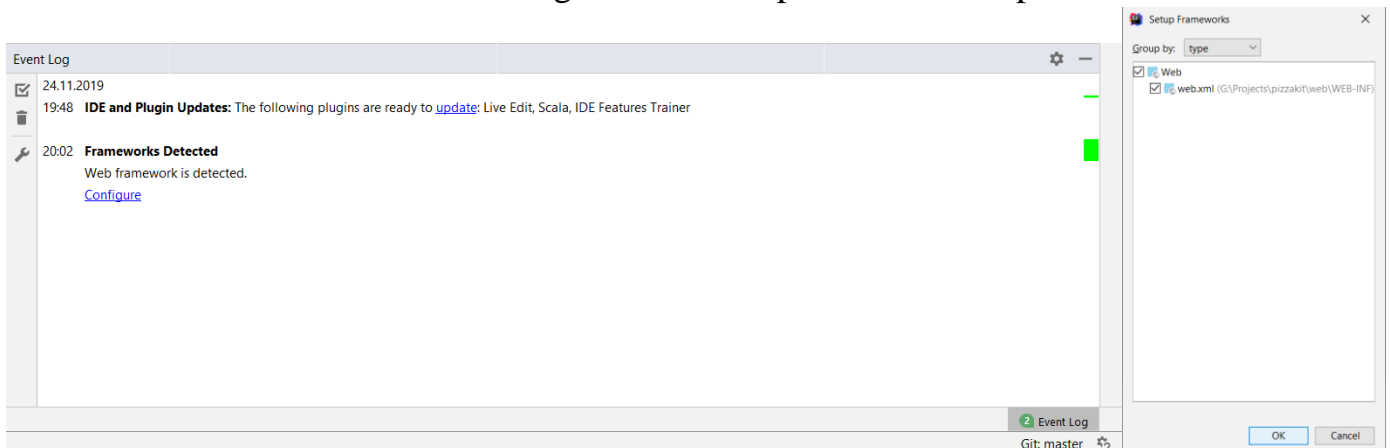 Setup Frameworks
Group by: type
Web
web.xml (G:\Projects\pizzakit\web\WEB-INF)
OK Cancel
Event Log
24.11.2019
19:48 IDE and Plugin Updates: The following plugins are ready to update: Live Edit, Scala, IDE Features Trainer
20:02 Frameworks Detected
Web framework is detected.
Configure
2 Event Log
Git: master